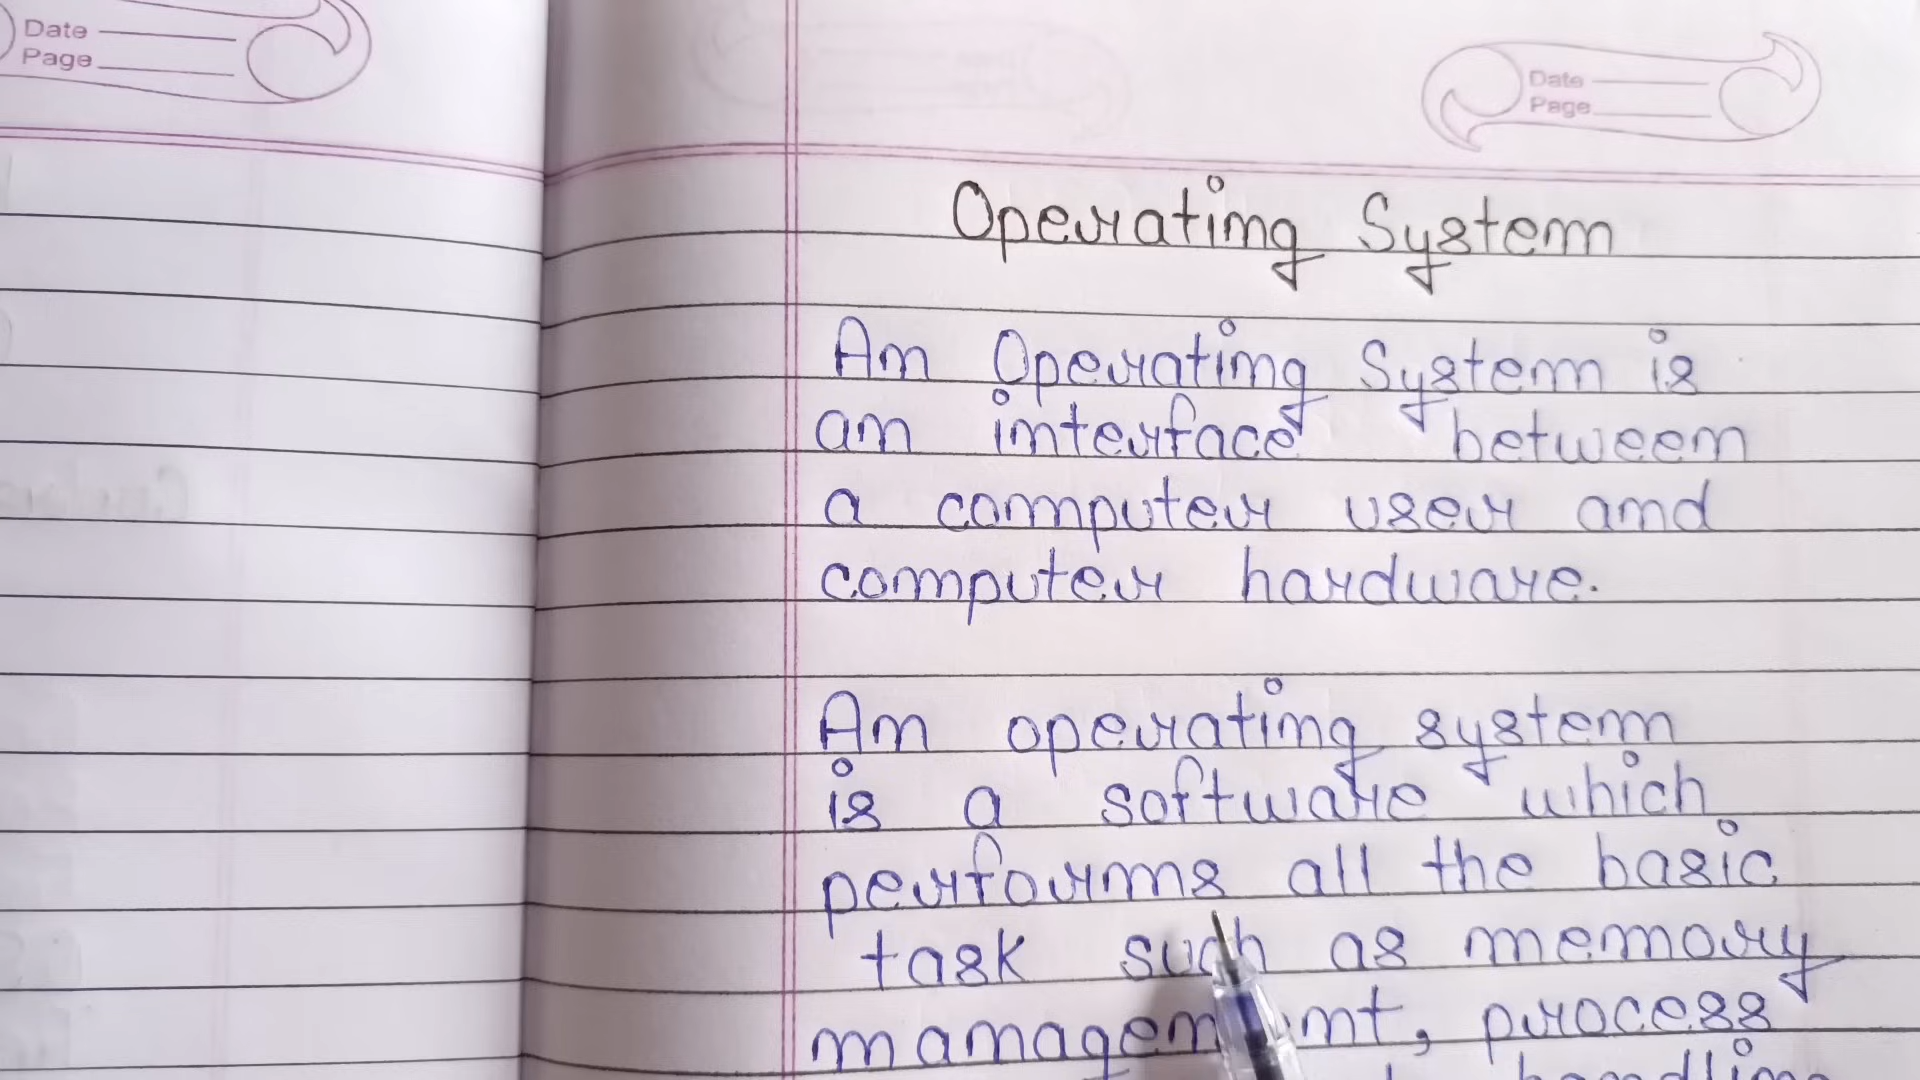 Date
Page
Date
Page
Operating System
An Operating System is
an interface between
a computer user and
computer hardware.
An operating system
is a software which
performs all the basic
task such as memory
management, process
handling